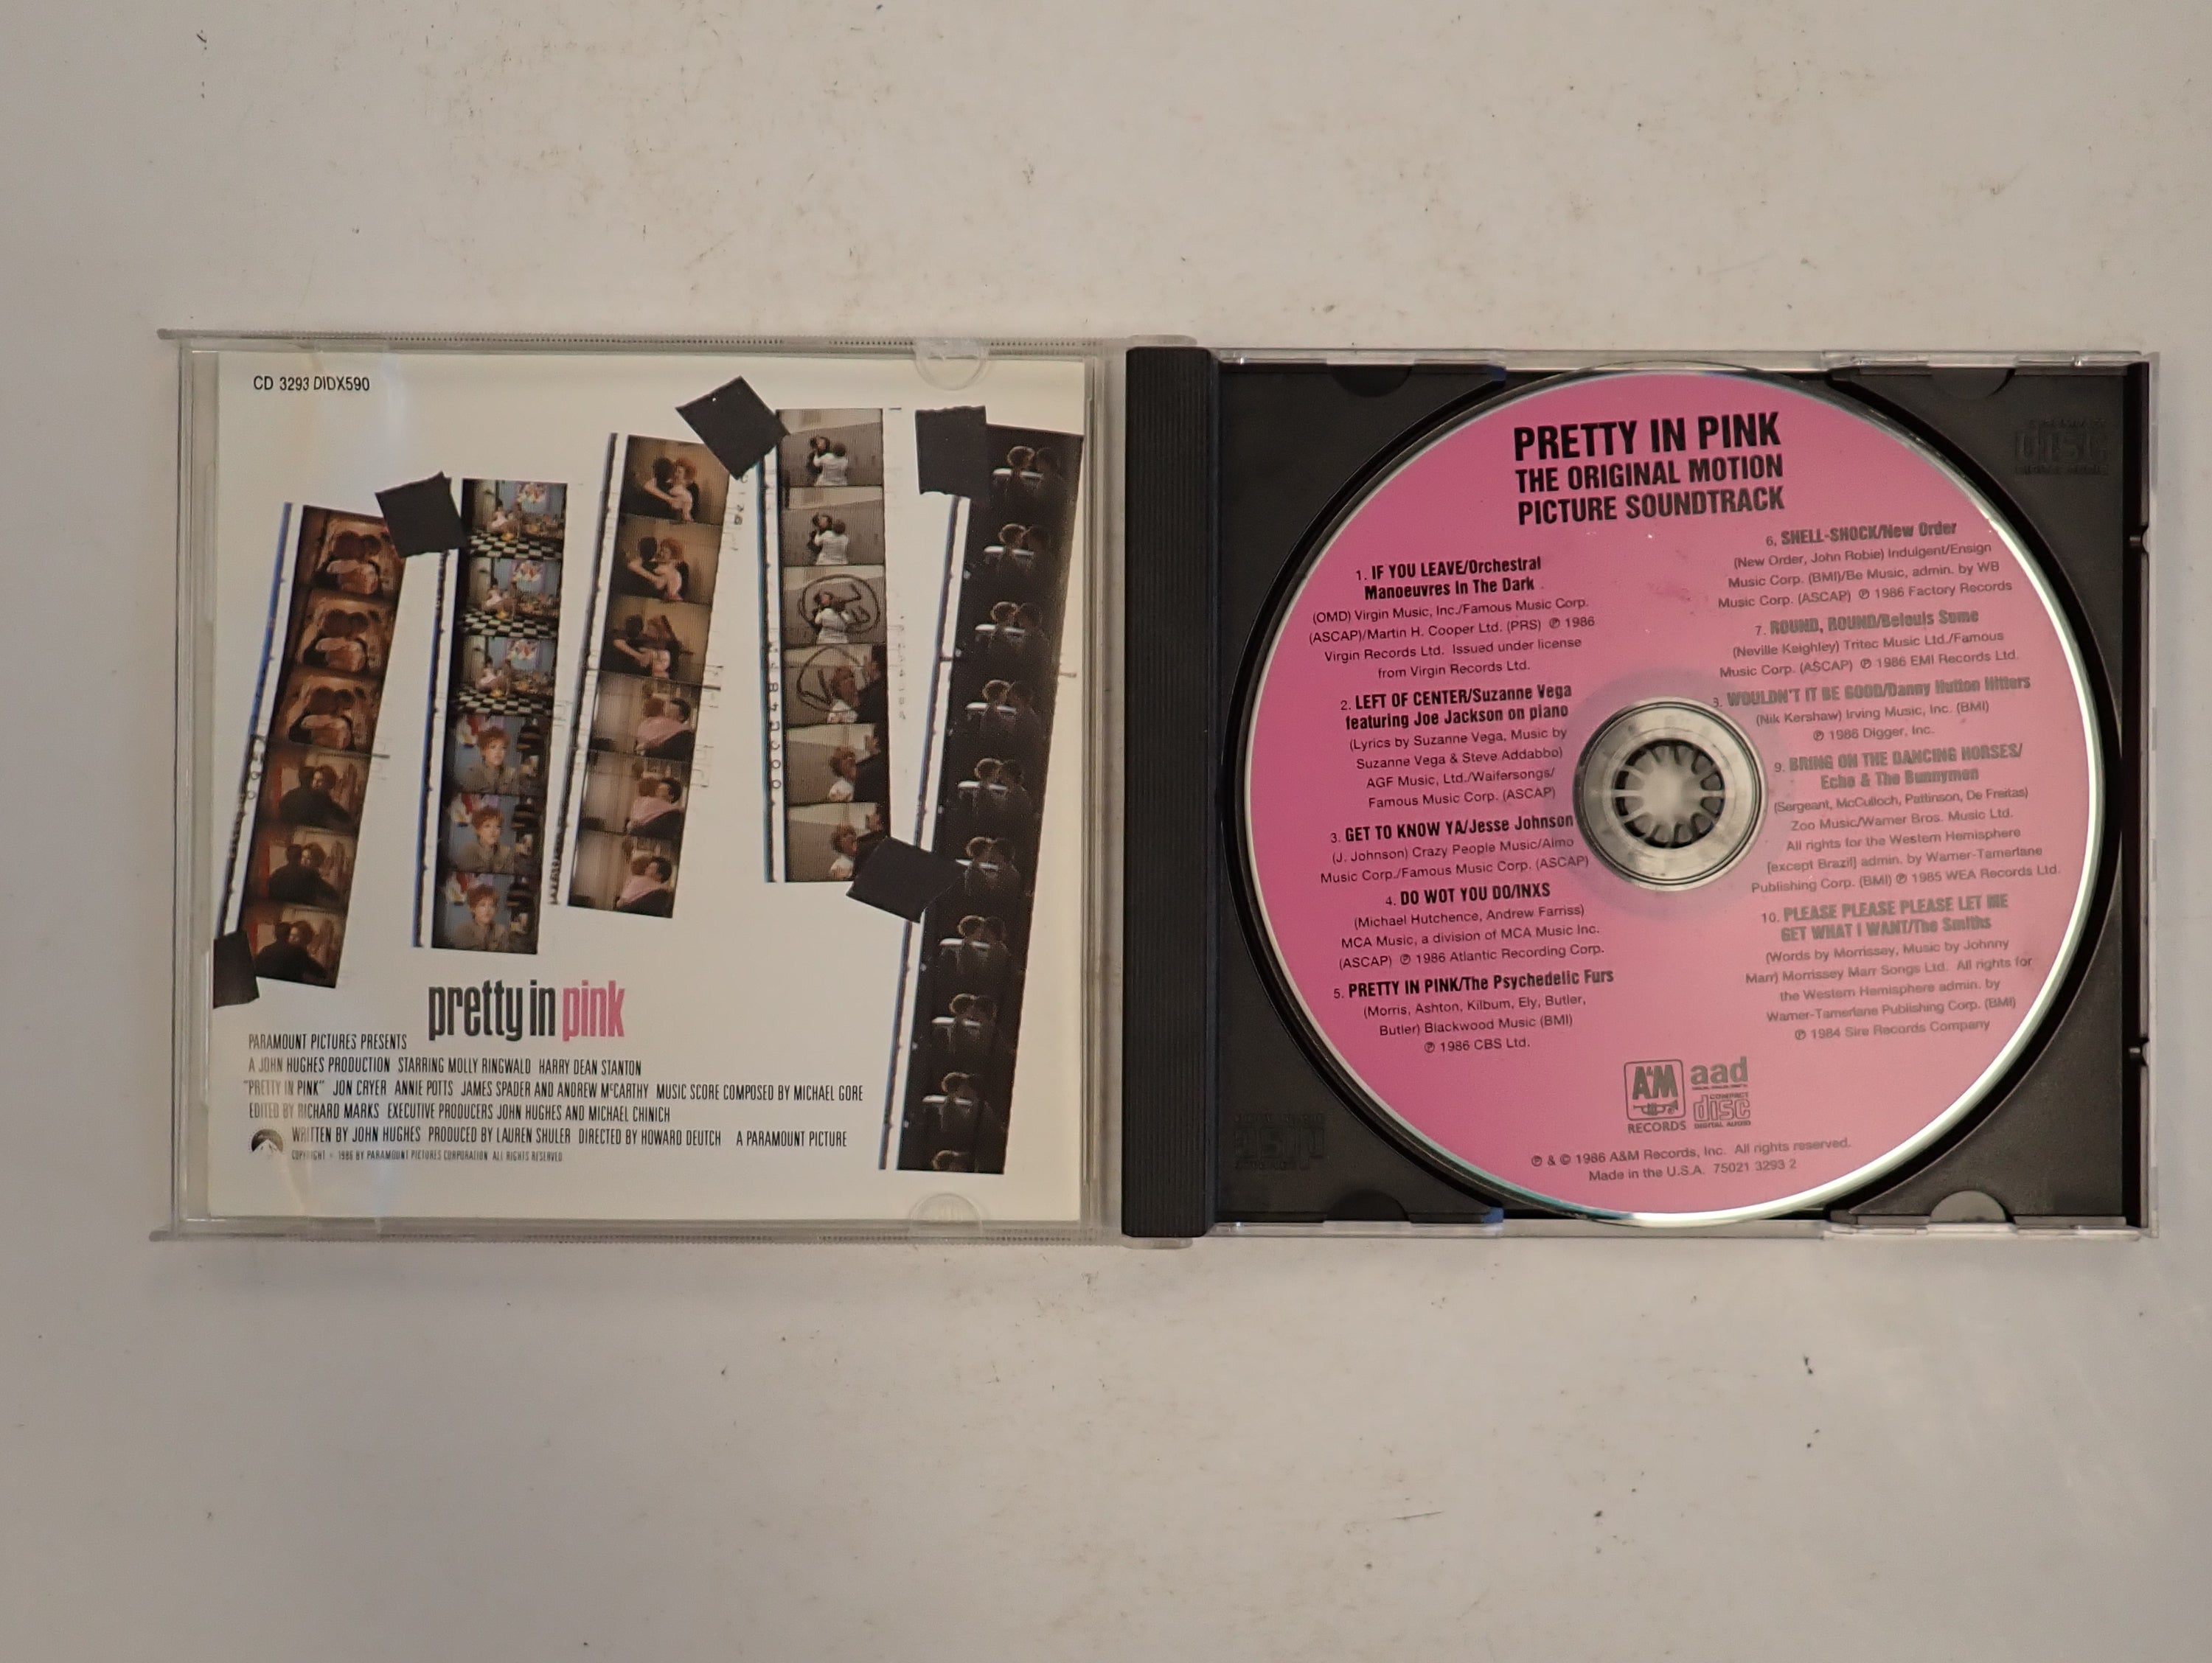 CD 3293 DIDX590
pretty in pink
PARAMOUNT PICTURES PRESENTS
A JOHN HUGHES PRODUCTION STARRING MOLLY RINGWALD HARRY DEAN STANTON
"PRETTY IN PINK" JON CRYER ANNIE POTTS JAMES SPADER AND ANDREW McCARTHY MUSIC SCORE COMPOSED BY MICHAEL GORE
EDITED BY RICHARD MARKS EXECUTIVE PRODUCERS JOHN HUGHES AND MICHAEL CHINICH
WRITTEN BY JOHN HUGHES PRODUCED BY LAUREN SHULER DIRECTED BY HOWARD DEUTCH A PARAMOUNT PICTURE
COPYRIGHT © 1986 BY PARAMOUNT PICTURES CORPORATION ALL RIGHTS RESERVED
PRETTY IN PINK
THE ORIGINAL MOTION
PICTURE SOUNDTRACK
1. IF YOU LEAVE/Orchestral
Manoeuvres In The Dark
(OMD) Virgin Music, Inc./Famous Music Corp.
(ASCAP)/Martin H. Cooper Ltd. (PRS) ℗ 1986
Virgin Records Ltd. Issued under license
from Virgin Records Ltd.
2. LEFT OF CENTER/Suzanne Vega
featuring Joe Jackson on piano
(Lyrics by Suzanne Vega, Music by
Suzanne Vega & Steve Addabbo)
AGF Music, Ltd./Waifersongs/
Famous Music Corp. (ASCAP)
3. GET TO KNOW YA/Jesse Johnson
(J. Johnson) Crazy People Music/Almo
Music Corp./Famous Music Corp. (ASCAP)
4. DO WOT YOU DO/INXS
(Michael Hutchence, Andrew Farriss)
MCA Music, a division of MCA Music Inc.
(ASCAP) ℗ 1986 Atlantic Recording Corp.
5. PRETTY IN PINK/The Psychedelic Furs
(Morris, Ashton, Kilburn, Ely, Butler,
Butler) Blackwood Music (BMI)
℗ 1986 CBS Ltd.
6. SHELL-SHOCK/New Order
(New Order, John Robie) Indulgent/Ensign
Music Corp. (BMI)/Be Music, admin. by WB
Music Corp. (ASCAP) ℗ 1986 Factory Records
7. ROUND, ROUND/Belouis Some
(Neville Keighley) Tritec Music Ltd./Famous
Music Corp. (ASCAP) ℗ 1986 EMI Records Ltd.
8. WOULDN'T IT BE GOOD/Danny Hutton Hitters
(Nik Kershaw) Irving Music, Inc. (BMI)
℗ 1986 Digger, Inc.
9. BRING ON THE DANCING HORSES/
Echo & The Bunnymen
(Sergeant, McCulloch, Pattinson, De Freitas)
Zoo Music/Warner Bros. Music Ltd.
All rights for the Western Hemisphere
[except Brazil] admin. by Warner-Tamerlane
Publishing Corp. (BMI) ℗ 1985 WEA Records Ltd.
10. PLEASE PLEASE PLEASE LET ME
GET WHAT I WANT/The Smiths
(Words by Morrissey, Music by Johnny
Marr) Morrissey Marr Songs Ltd. All rights for
the Western Hemisphere admin. by
Warner-Tamerlane Publishing Corp. (BMI)
℗ 1984 Sire Records Company
A&M
RECORDS
aad
COMPACT
disc
DIGITAL AUDIO
℗ & © 1986 A&M Records, Inc. All rights reserved.
Made in the U.S.A. 75021 3293 2